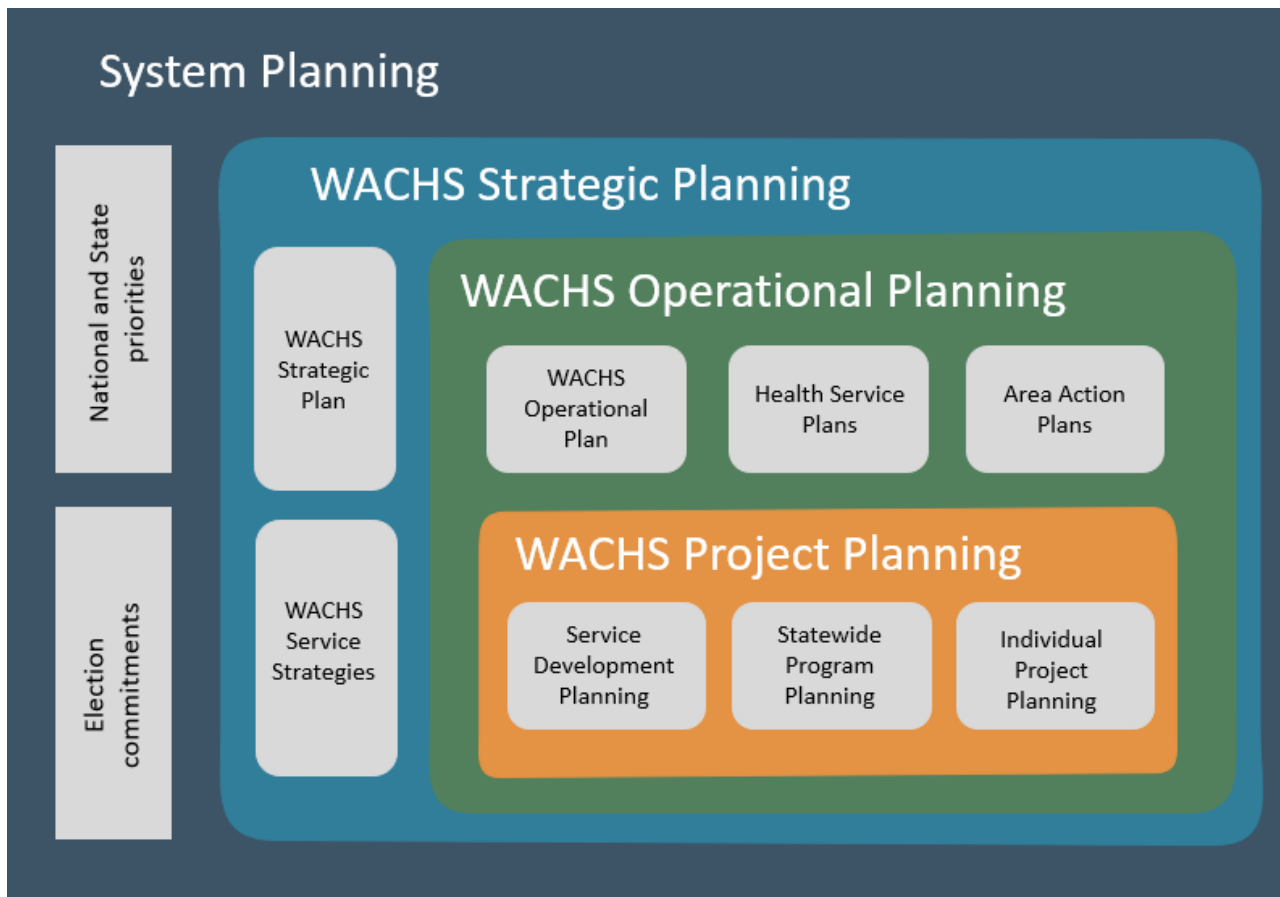 System Planning
National and State
priorities
Election
commitments
WACHS Strategic Planning
WACHS
Strategic
Plan
WACHS
Service
Strategies
WACHS Operational Planning
WACHS
Operational
Plan
Health Service
Plans
Area Action
Plans
WACHS Project Planning
Service
Development
Planning
Statewide
Program
Planning
Individual
Project
Planning